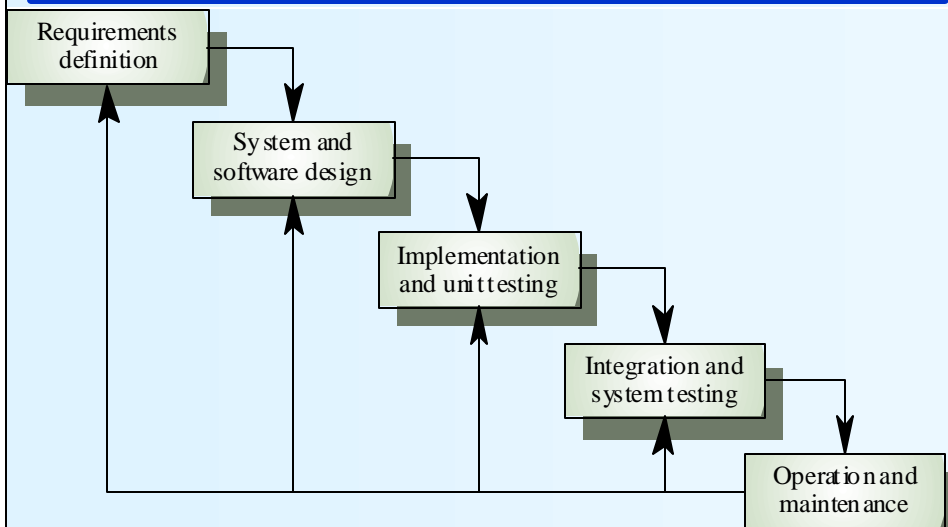 Requirements
definition
System and
software design
Implementation
and unit testing
Integration and
system testing
Operation and
maintenance